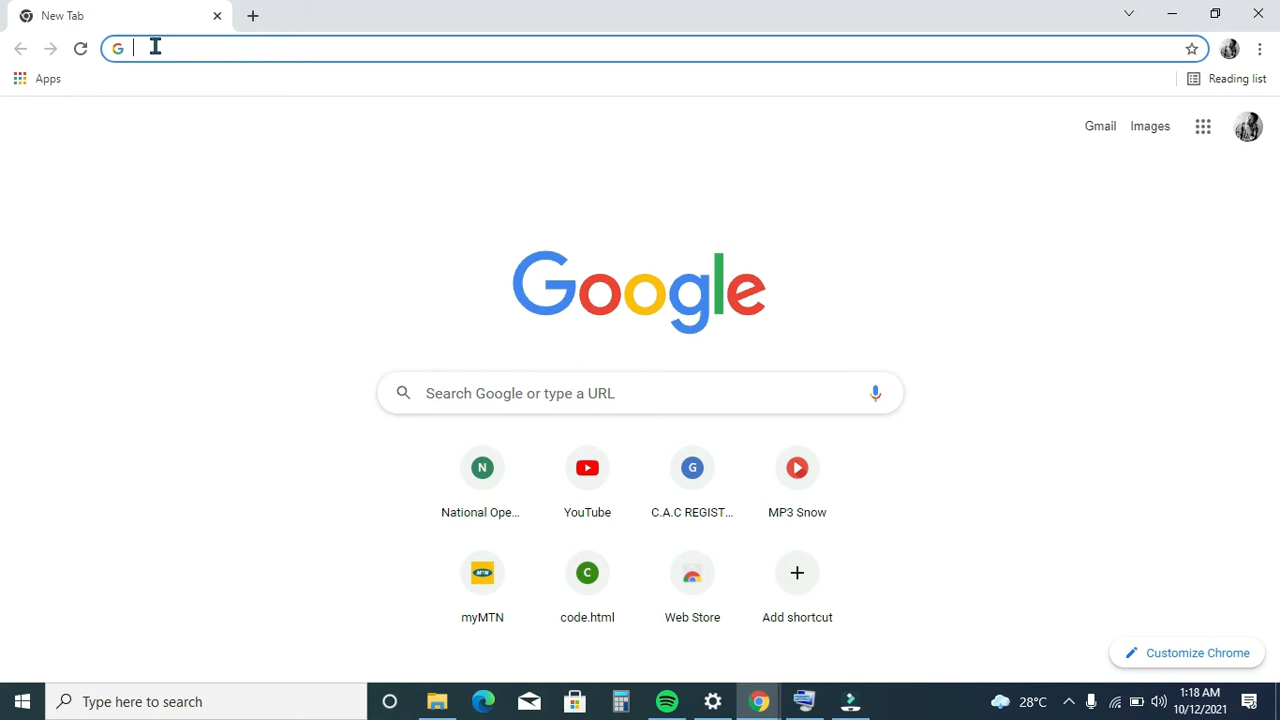 New Tab
Apps
Reading list
Gmail Images
Google
Search Google or type a URL
N
G
National Ope...
YouTube
C.A.C REGIST...
MP3 Snow
MTN
C
myMTN
code.html
Web Store
Add shortcut
Customize Chrome
Type here to search
28°C
1:18 AM
10/12/2021